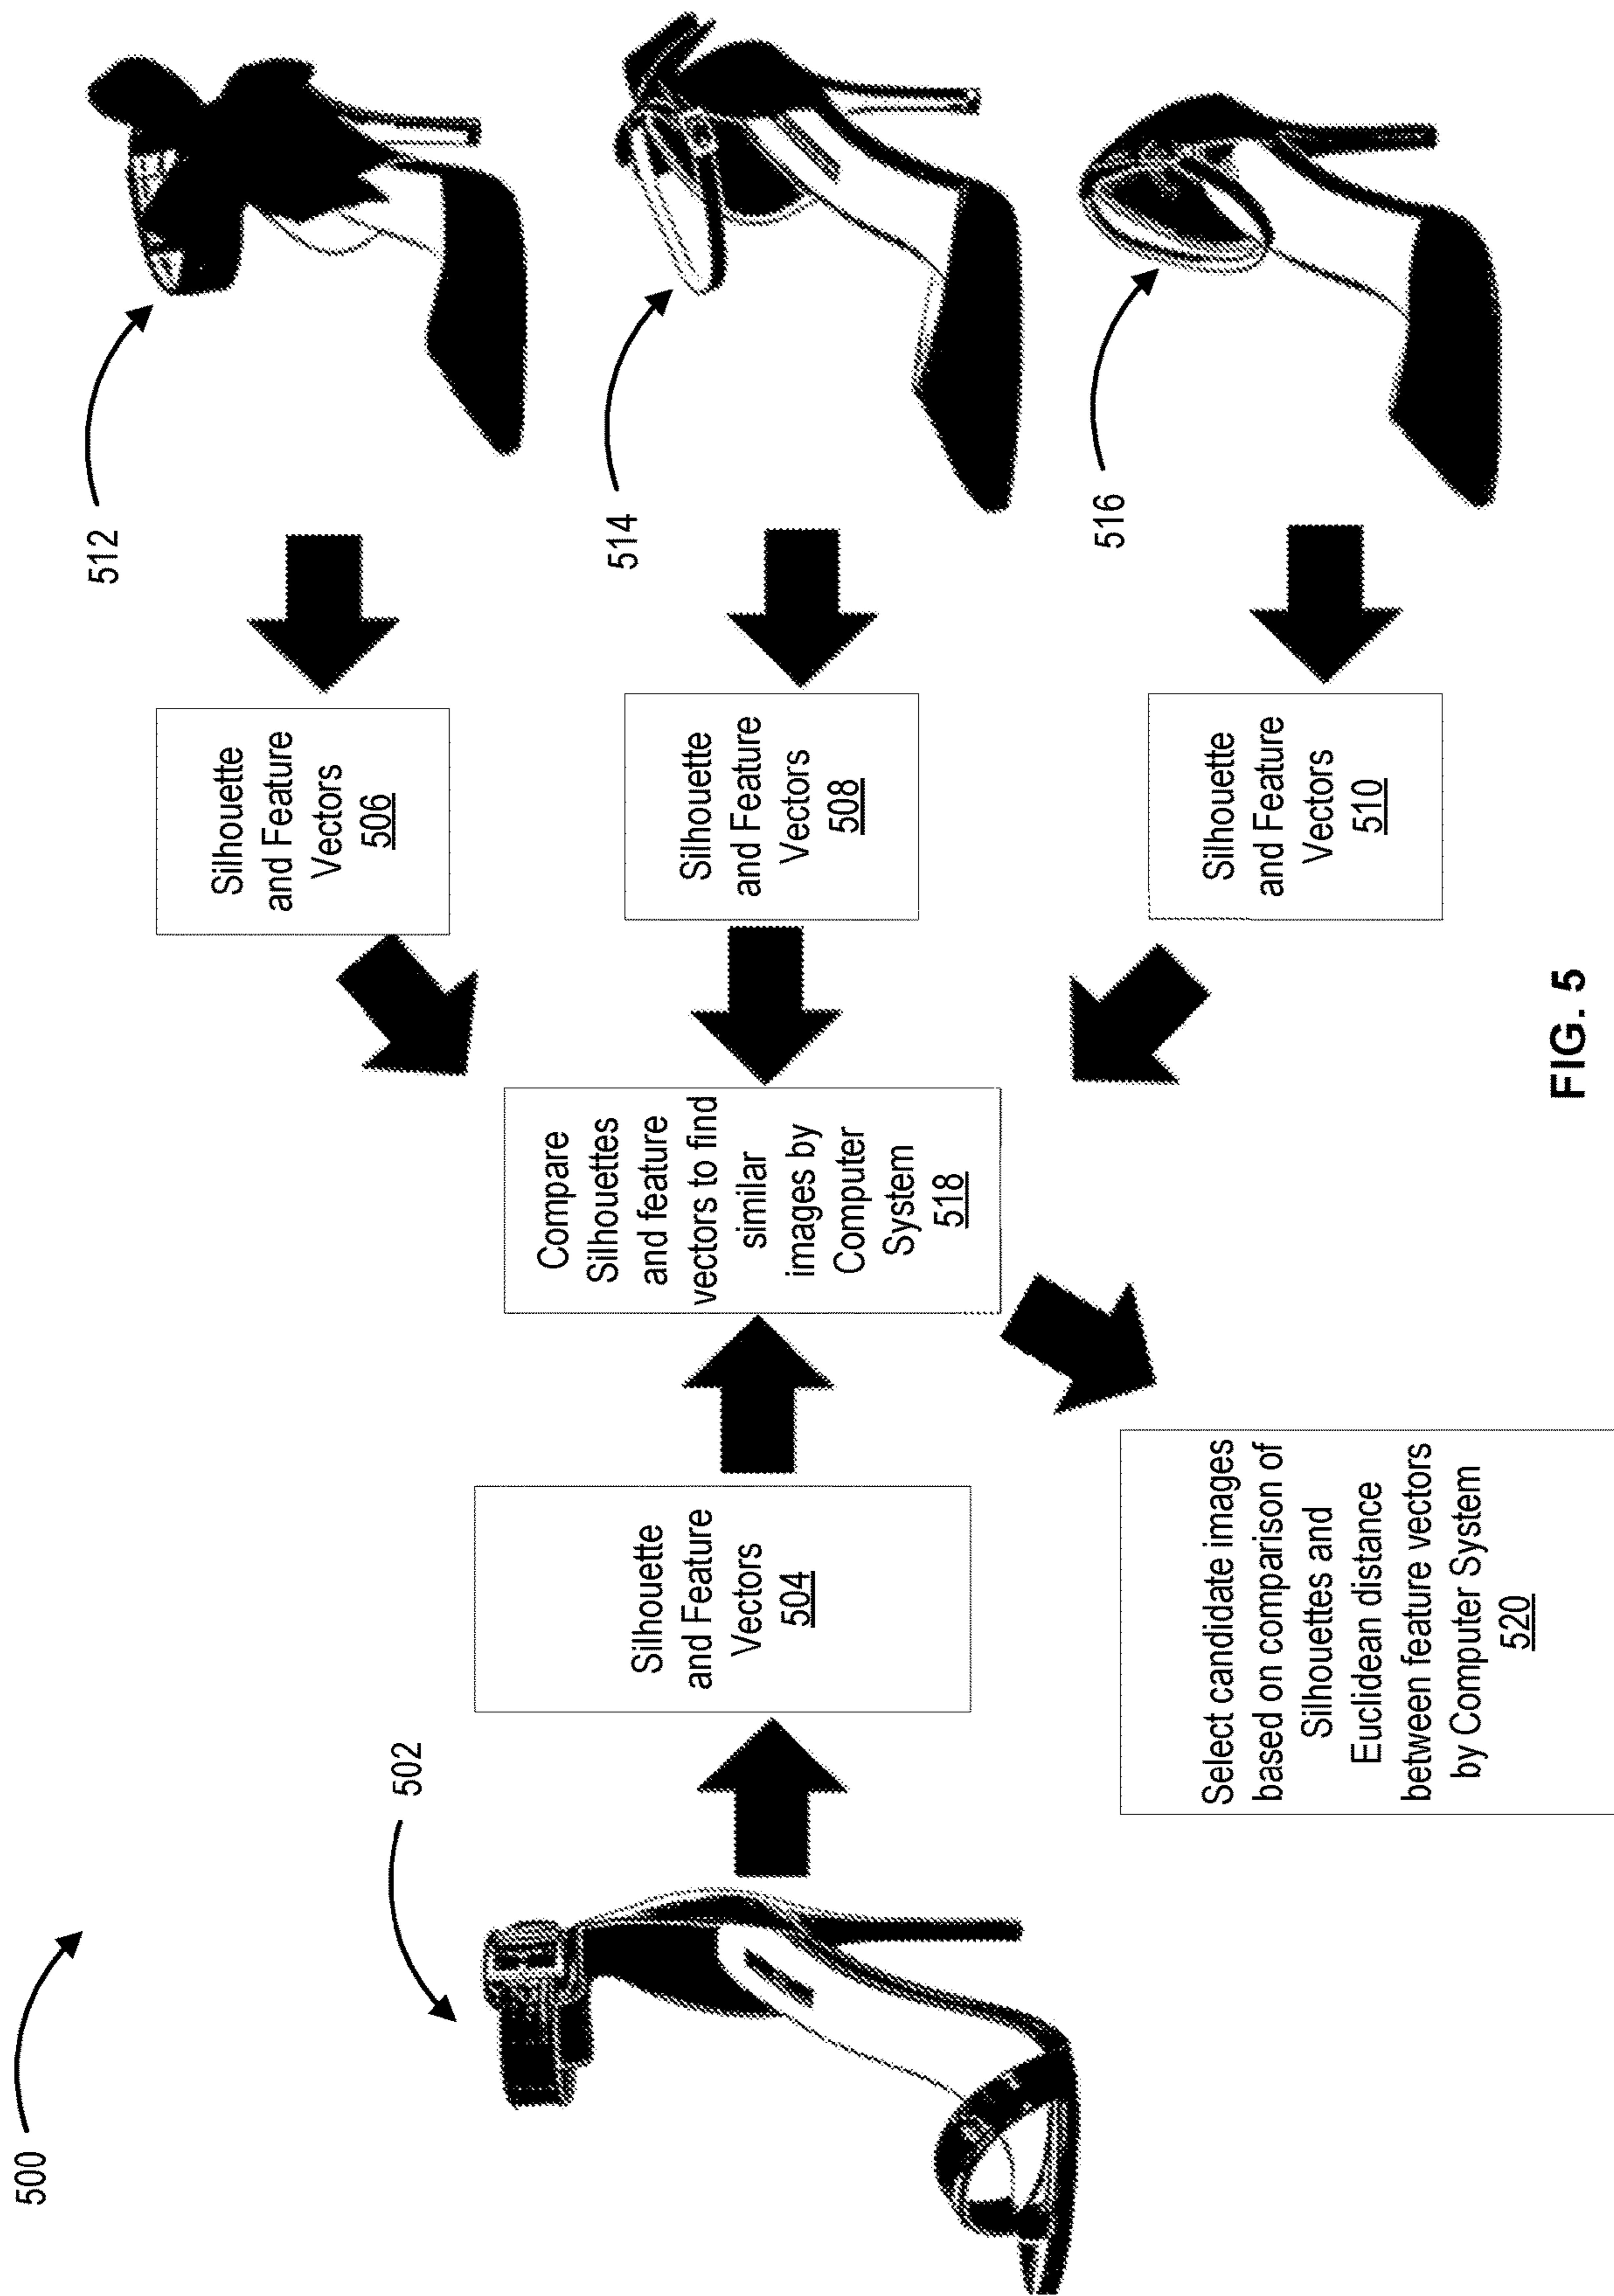 500
502
Silhouette
and Feature
Vectors
504
Compare
Silhouettes
and feature
vectors to find
similar
images by
Computer
System
518
Silhouette
and Feature
Vectors
506
512
Silhouette
and Feature
Vectors
508
514
Silhouette
and Feature
Vectors
510
516
Select candidate images
based on comparison of
Silhouettes and
Euclidean distance
between feature vectors
by Computer System
520
FIG. 5